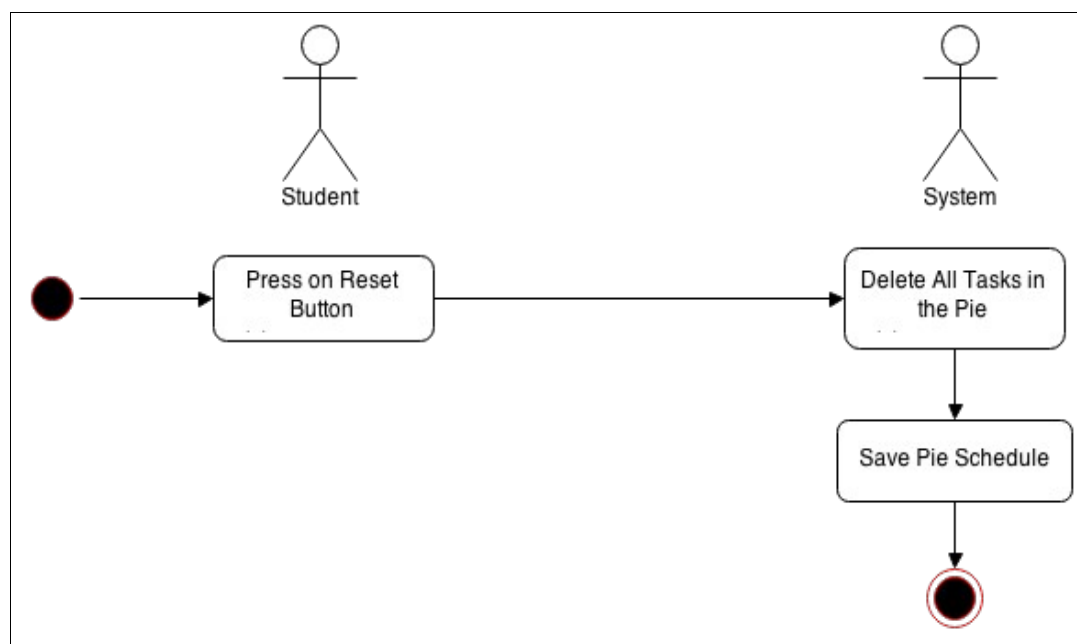 Student
System
Press on Reset
Button
Delete All Tasks in
the Pie
Save Pie Schedule